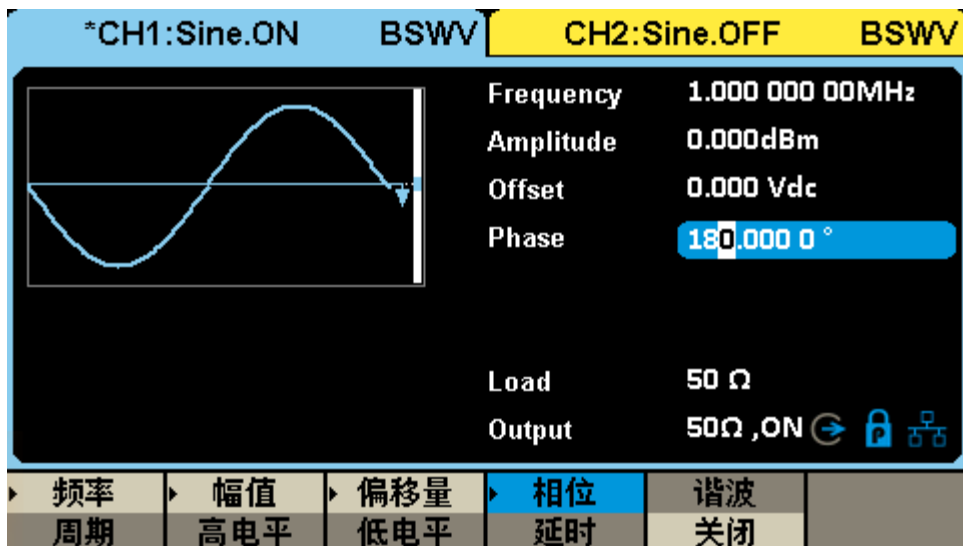 *CH1:Sine.ON BSWV CH2:Sine.OFF BSWV
Frequency 1.000 000 00MHz
Amplitude 0.000dBm
Offset 0.000 Vdc
Phase 180.000 0 °
Load 50 Ω
Output 50Ω ,ON P
频率 幅值 偏移量 相位 谐波
周期 高电平 低电平 延时 关闭